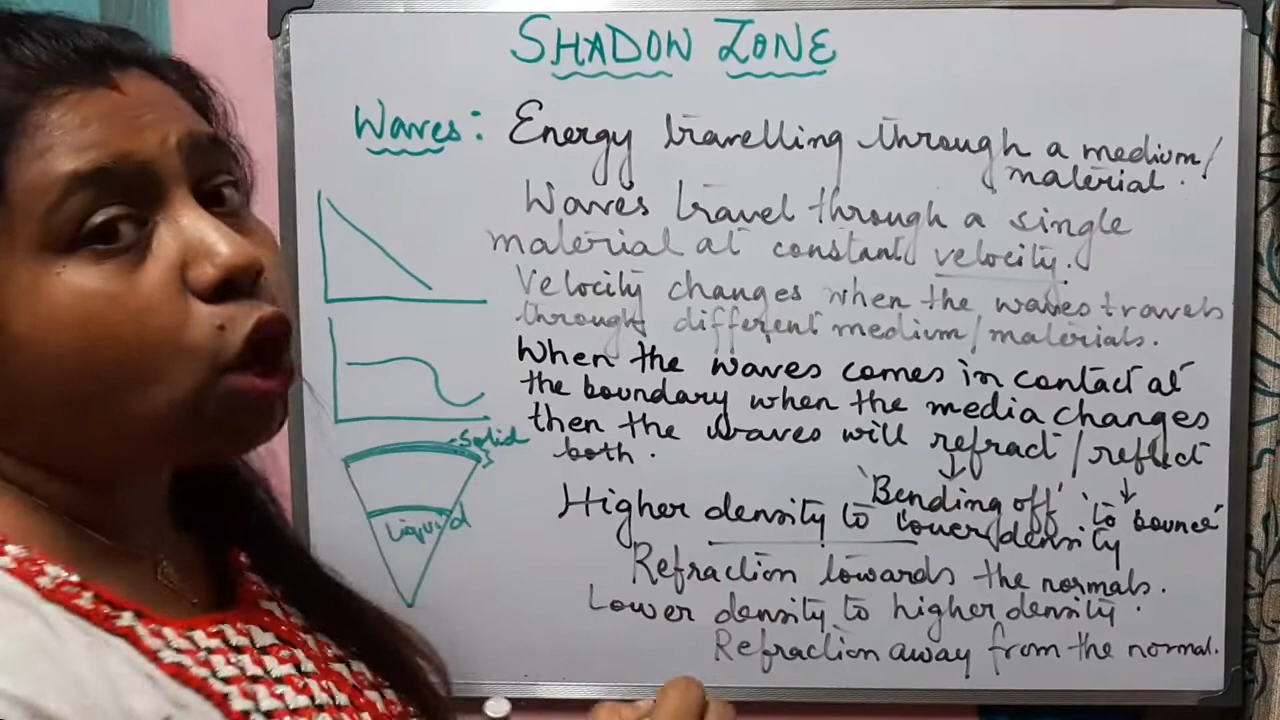 SHADOW ZONE
Waves: Energy travelling through a medium/
material.
Waves travel through a single
material at constant velocity.
Velocity changes when the waves travels
through different medium/materials.
When the waves comes in contact at
the boundary when the media changes
then the waves will refract/reflect
both.
'Bending off' 'to bounce'
Higher density to lower density
Refraction towards the normals.
Lower density to higher density.
Refraction away from the normal.
Solid
Liquid